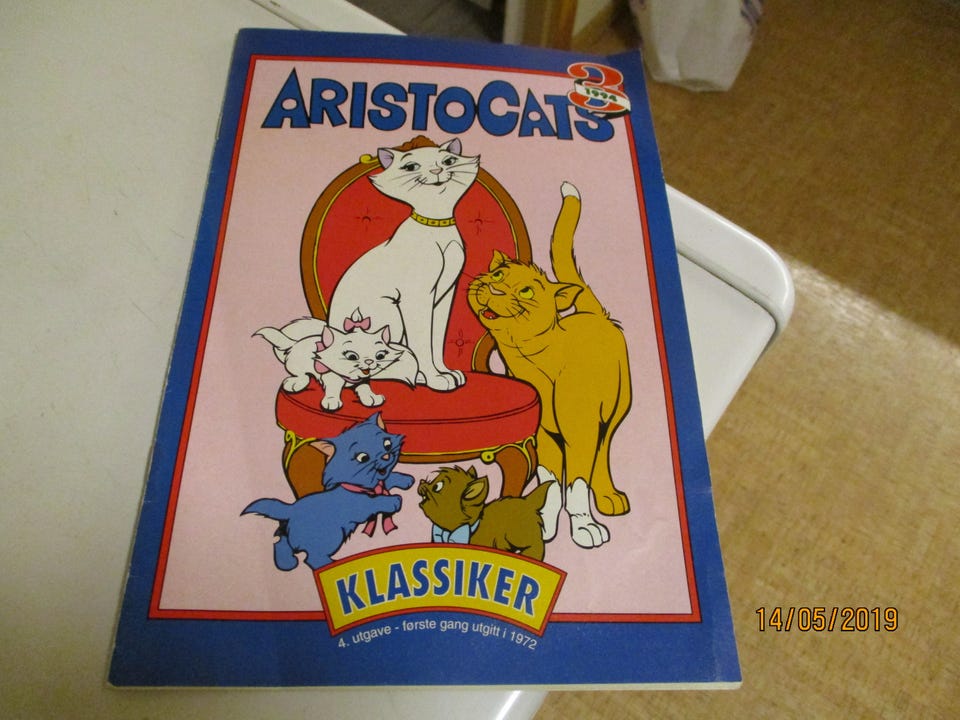 3
1994
ARISTOCATS
KLASSIKER
4. utgave - første gang utgitt i 1972
14/05/2019